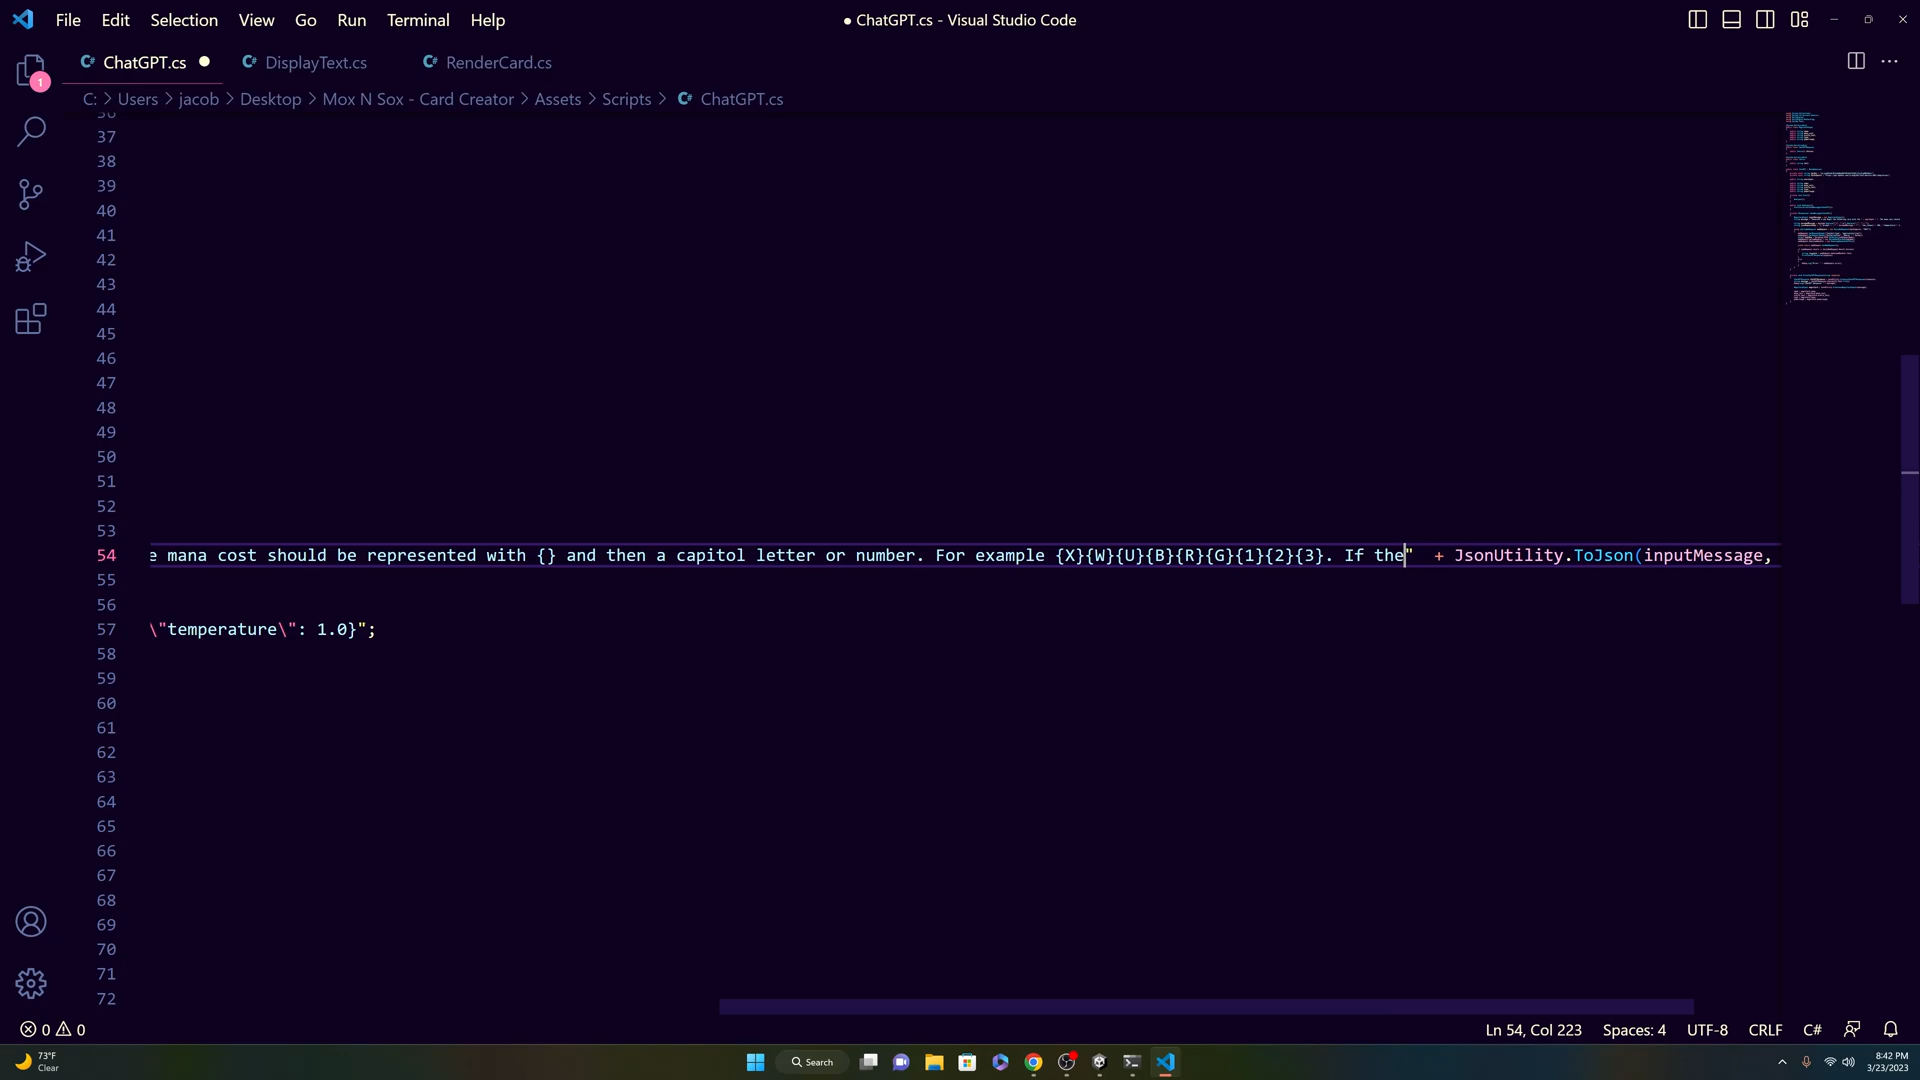 File Edit Selection View Go Run Terminal Help
● ChatGPT.cs - Visual Studio Code
ChatGPT.cs
DisplayText.cs
RenderCard.cs
1
C: > Users > jacob > Desktop > Mox N Sox - Card Creator > Assets > Scripts > ChatGPT.cs
36
37
38
39
40
41
42
43
44
45
46
47
48
49
50
51
52
53
54 e mana cost should be represented with {} and then a capitol letter or number. For example {X}{W}{U}{B}{R}{G}{1}{2}{3}. If the" + JsonUtility.ToJson(inputMessage,
55
56
57 \"temperature\": 1.0}";
58
59
60
61
62
63
64
65
66
67
68
69
70
71
72
0 0
Ln 54, Col 223 Spaces: 4 UTF-8 CRLF C#
73°F
Clear
Search
8:42 PM
3/23/2023